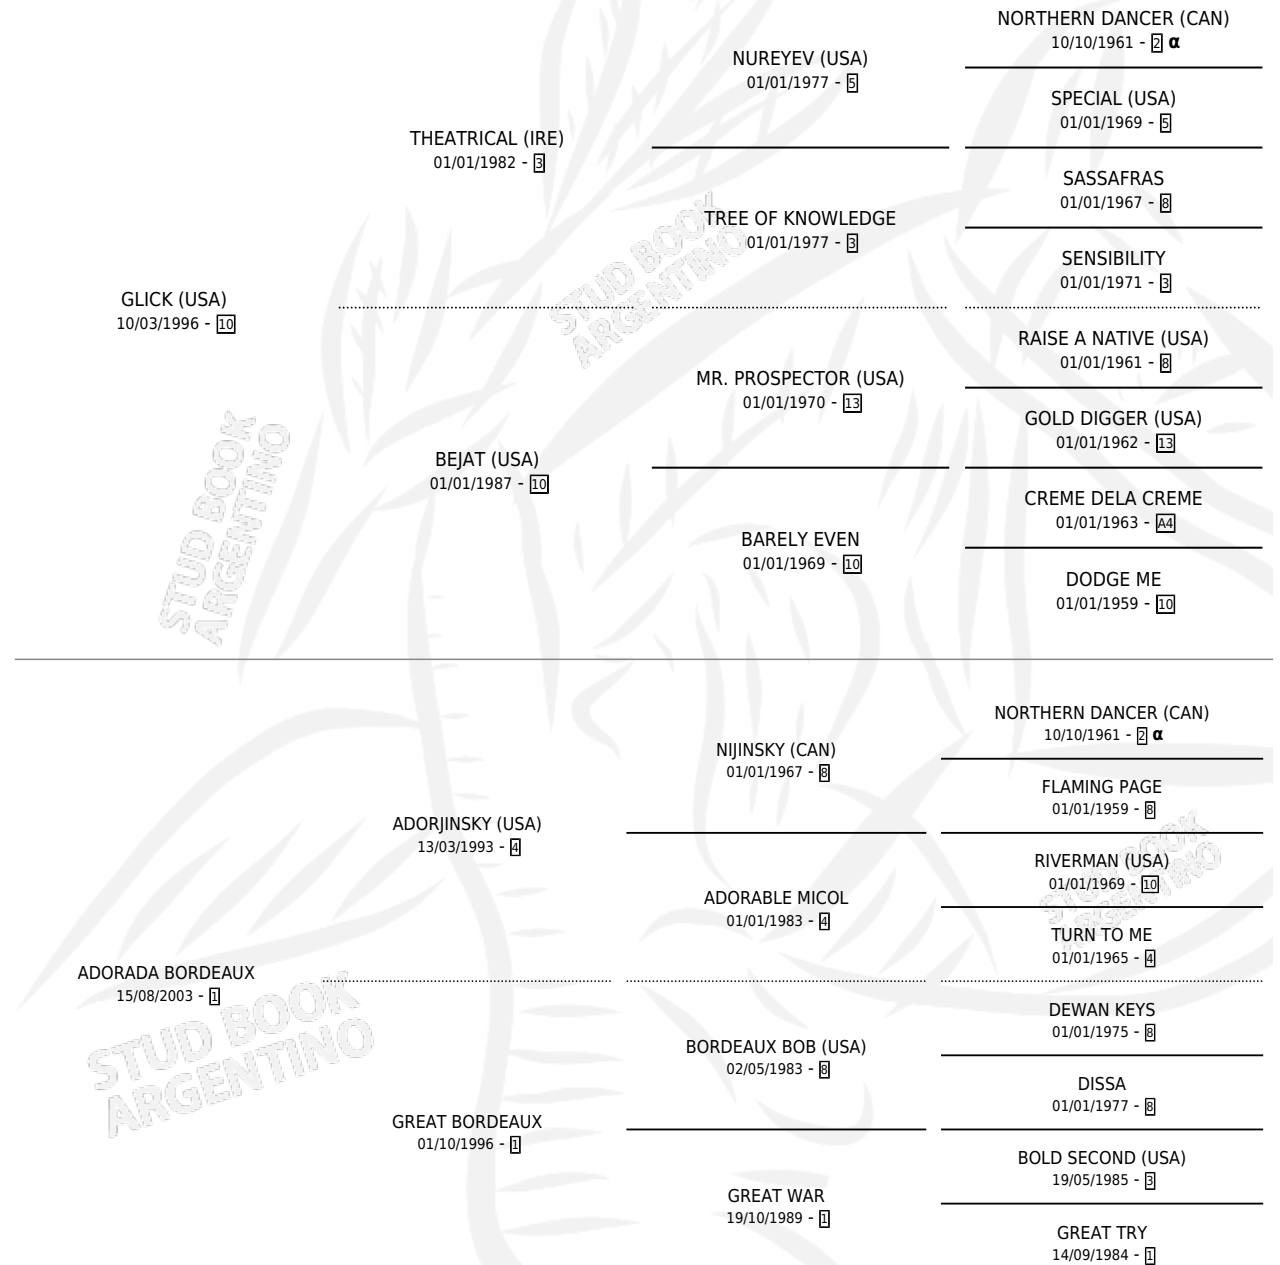 NORTHERN DANCER (CAN)
10/10/1961 - 2 α
NUREYEV (USA)
01/01/1977 - 5
SPECIAL (USA)
01/01/1969 - 5
THEATRICAL (IRE)
01/01/1982 - 3
SASSAFRAS
01/01/1967 - 8
TREE OF KNOWLEDGE
01/01/1977 - 3
SENSIBILITY
01/01/1971 - 3
GLICK (USA)
10/03/1996 - 10
RAISE A NATIVE (USA)
01/01/1961 - 8
MR. PROSPECTOR (USA)
01/01/1970 - 13
GOLD DIGGER (USA)
01/01/1962 - 13
BEJAT (USA)
01/01/1987 - 10
CREME DELA CREME
01/01/1963 - A4
BARELY EVEN
01/01/1969 - 10
DODGE ME
01/01/1959 - 10
NORTHERN DANCER (CAN)
10/10/1961 - 2 α
NIJINSKY (CAN)
01/01/1967 - 8
FLAMING PAGE
01/01/1959 - 8
ADORJINSKY (USA)
13/03/1993 - 4
RIVERMAN (USA)
01/01/1969 - 10
ADORABLE MICOL
01/01/1983 - 4
TURN TO ME
01/01/1965 - 4
ADORADA BORDEAUX
15/08/2003 - 1
DEWAN KEYS
01/01/1975 - 8
BORDEAUX BOB (USA)
02/05/1983 - 8
DISSA
01/01/1977 - 8
GREAT BORDEAUX
01/10/1996 - 1
BOLD SECOND (USA)
19/05/1985 - 3
GREAT WAR
19/10/1989 - 1
GREAT TRY
14/09/1984 - 1
STUD BOOK
ARGENTINO
STUD BOOK
ARGENTINO
STUD BOOK
ARGENTINO
STUD BOOK
ARGENTINO